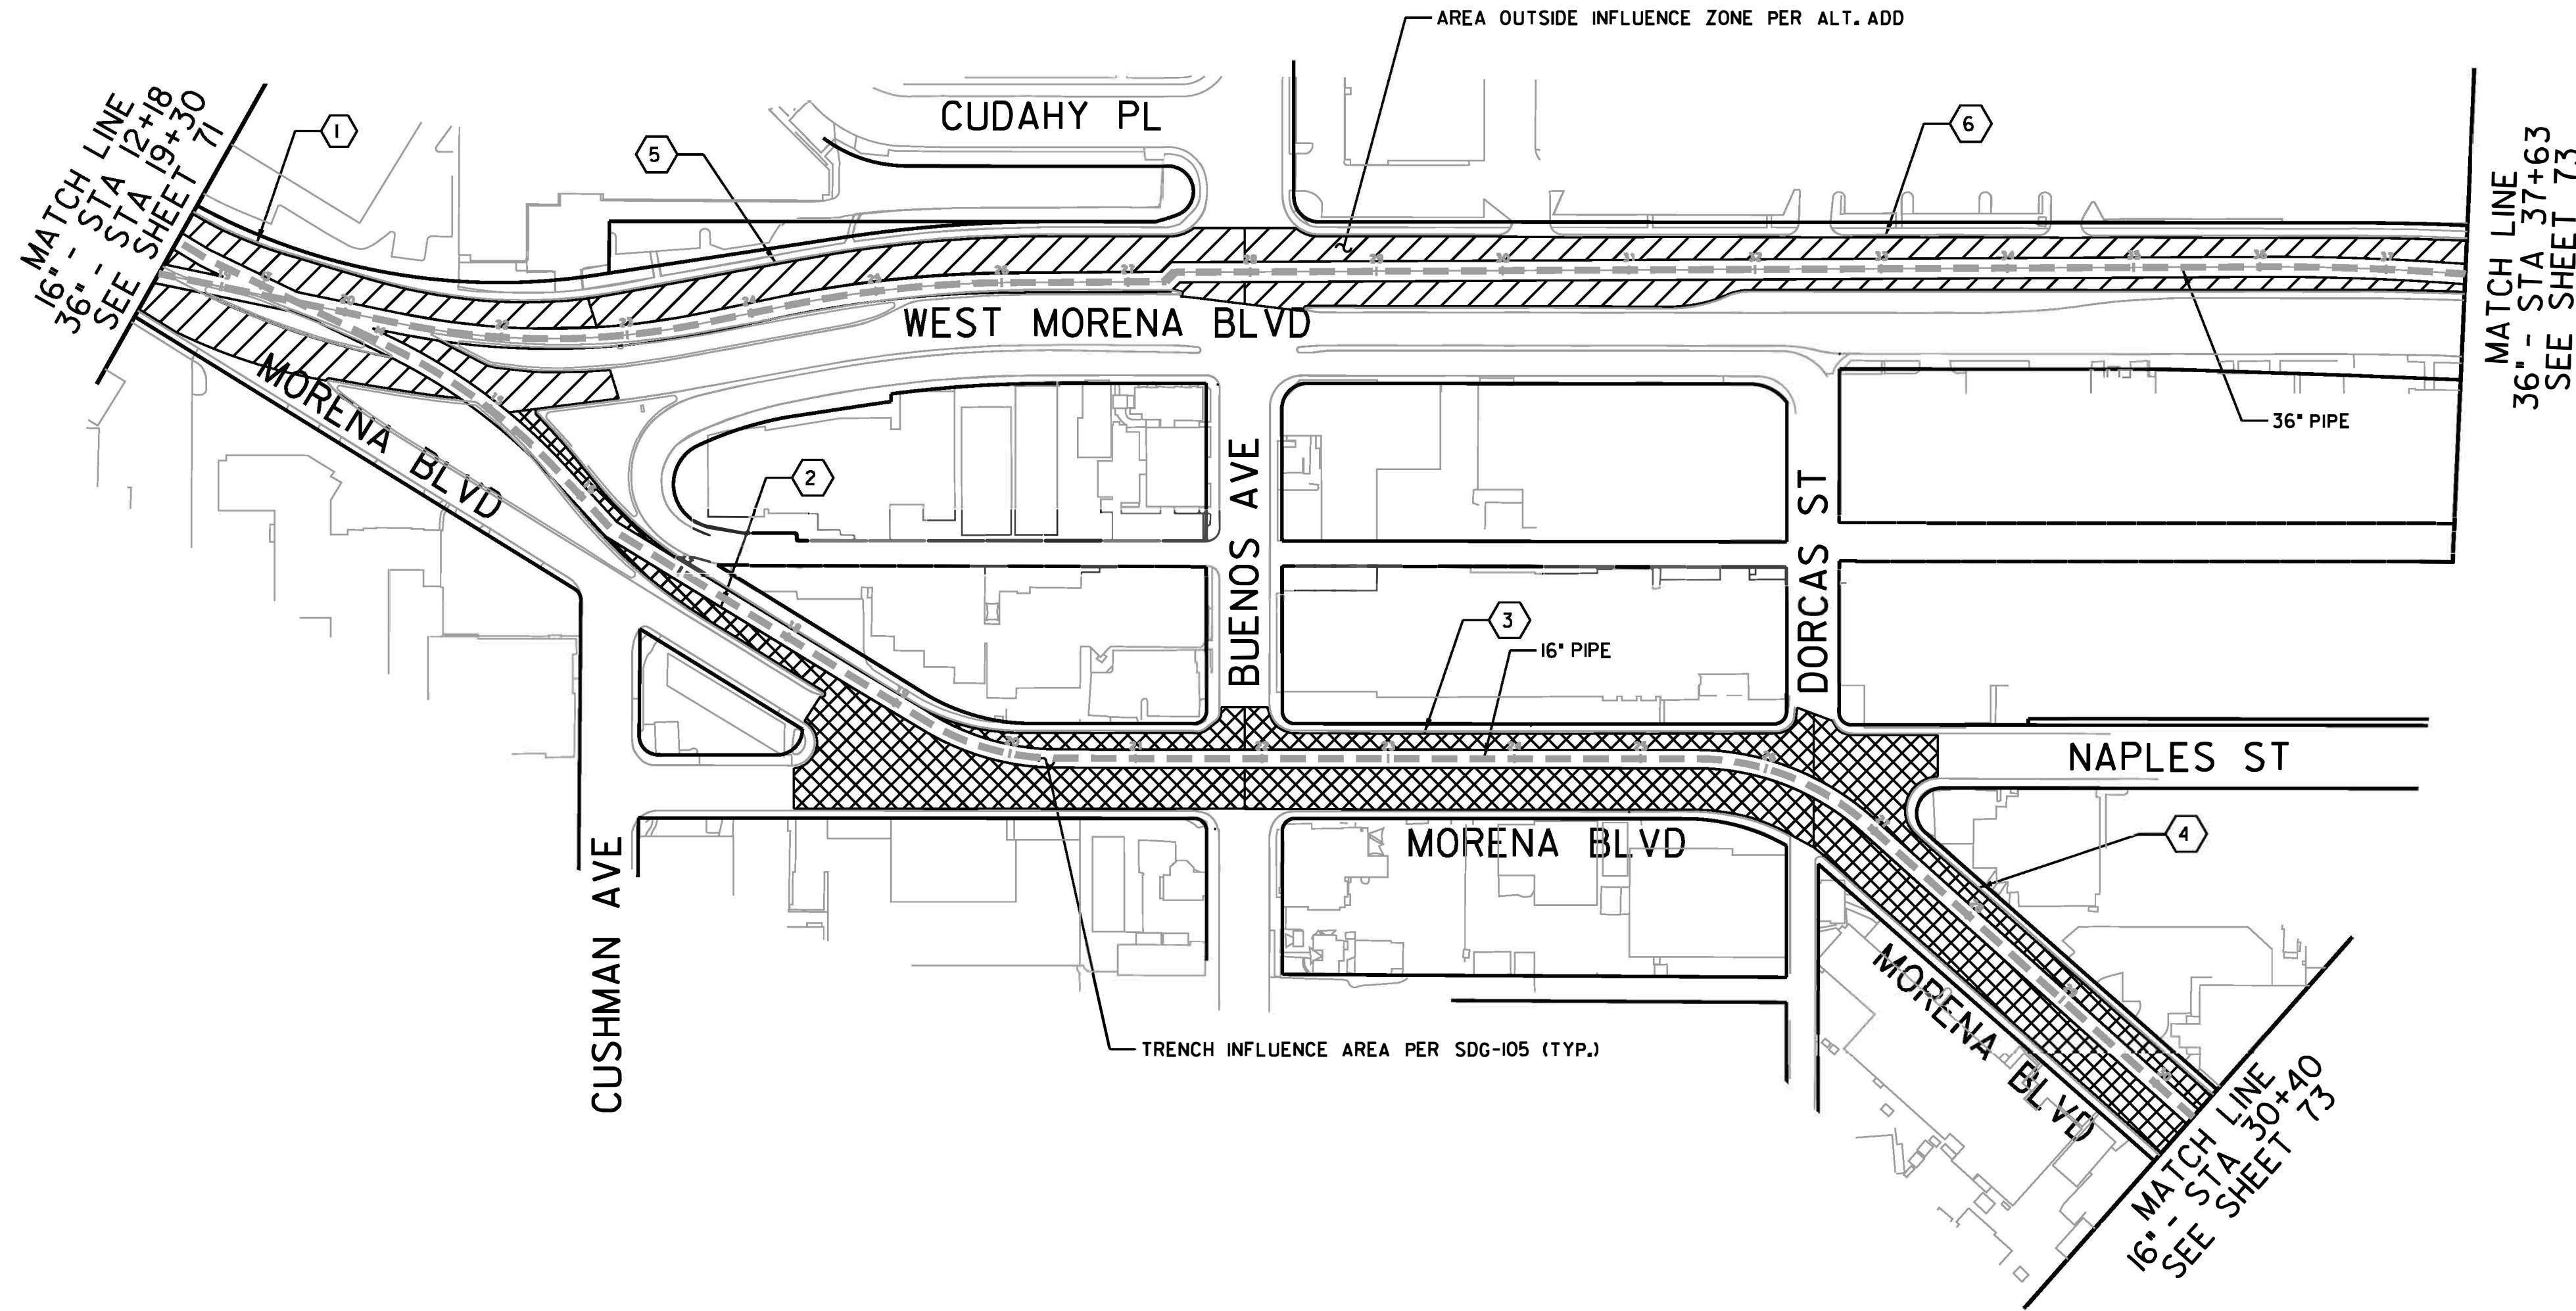 AREA OUTSIDE INFLUENCE ZONE PER ALT. ADD
CUDAHY PL
MATCH LINE
16" - STA 12+18
36" - STA 19+30
SEE SHEET 71
1
5
6
MATCH LINE
36" - STA 37+63
SEE SHEET 73
WEST MORENA BLVD
MORENA BLVD
36" PIPE
2
BUENOS AVE
DORCAS ST
3
16" PIPE
NAPLES ST
MORENA BLVD
4
CUSHMAN AVE
MORENA BLVD
TRENCH INFLUENCE AREA PER SDG-105 (TYP.)
MATCH LINE
16" - STA 30+40
SEE SHEET 73